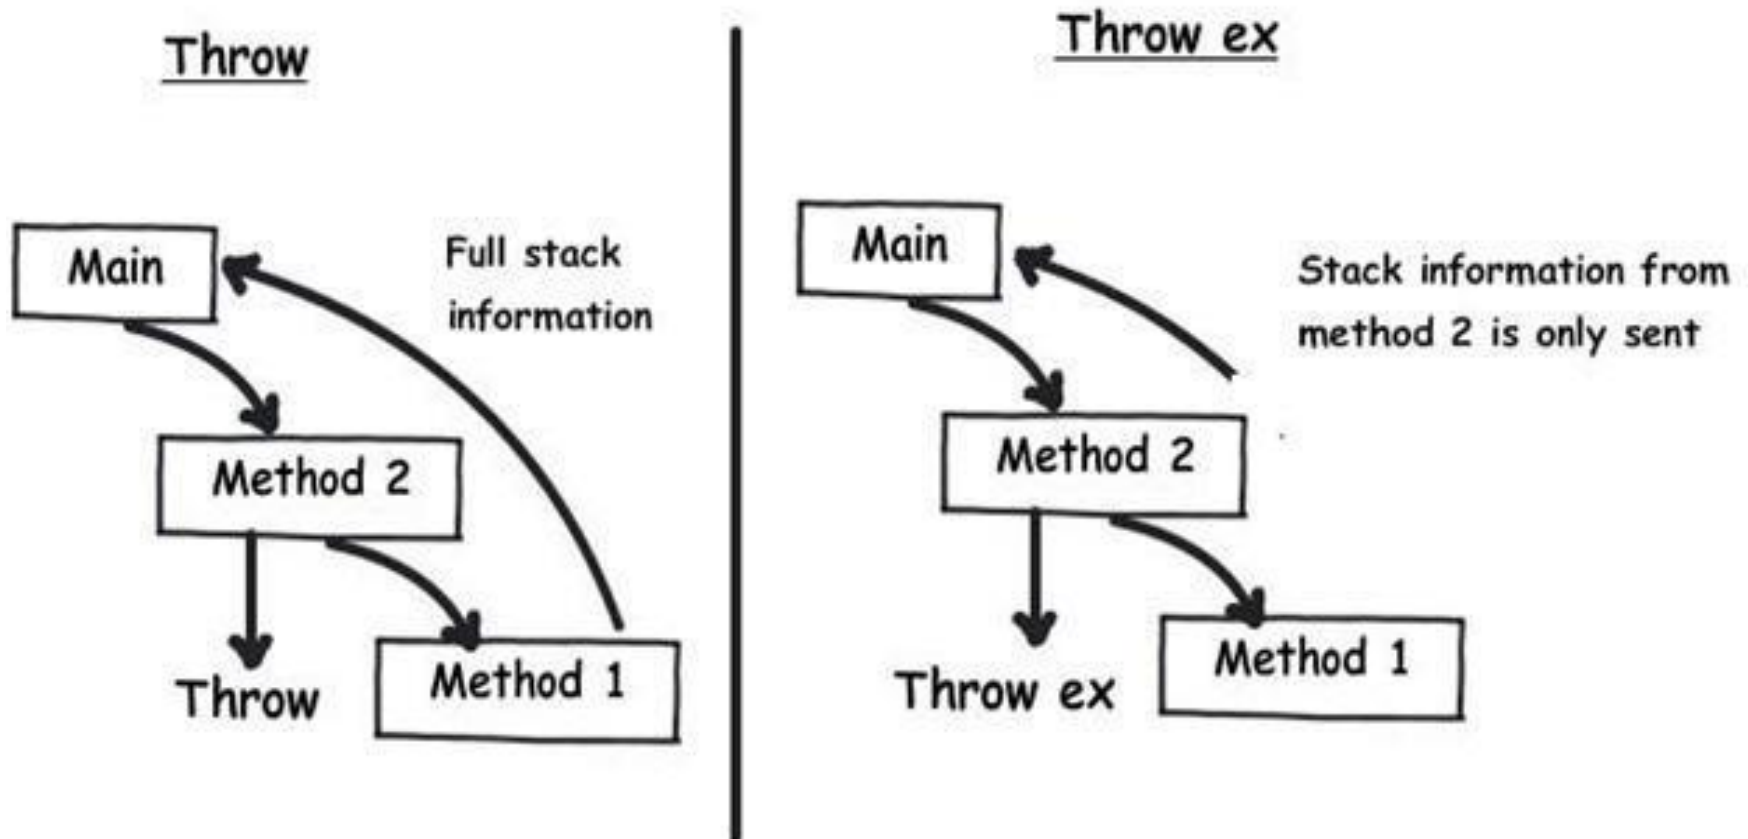 Throw
Main
Full stack
information
Method 2
Throw
Method 1
Throw ex
Main
Stack information from
method 2 is only sent
Method 2
Throw ex
Method 1